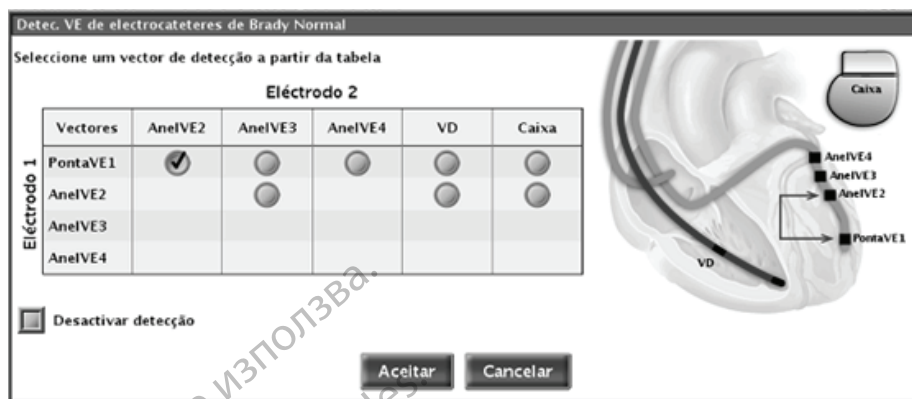 Detec. VE de electrocateteres de Brady Normal
Seleccione um vector de detecção a partir da tabela
Eléctrodo 2
Vectores AnelVE2 AnelVE3 AnelVE4 VD Caixa
Eléctrodo 1
PontaVE1
AnelVE2
AnelVE3
AnelVE4
Desactivar detecção
Aceitar Cancelar
Caixa
AnelVE4
AnelVE3
AnelVE2
PontaVE1
VD
използва.